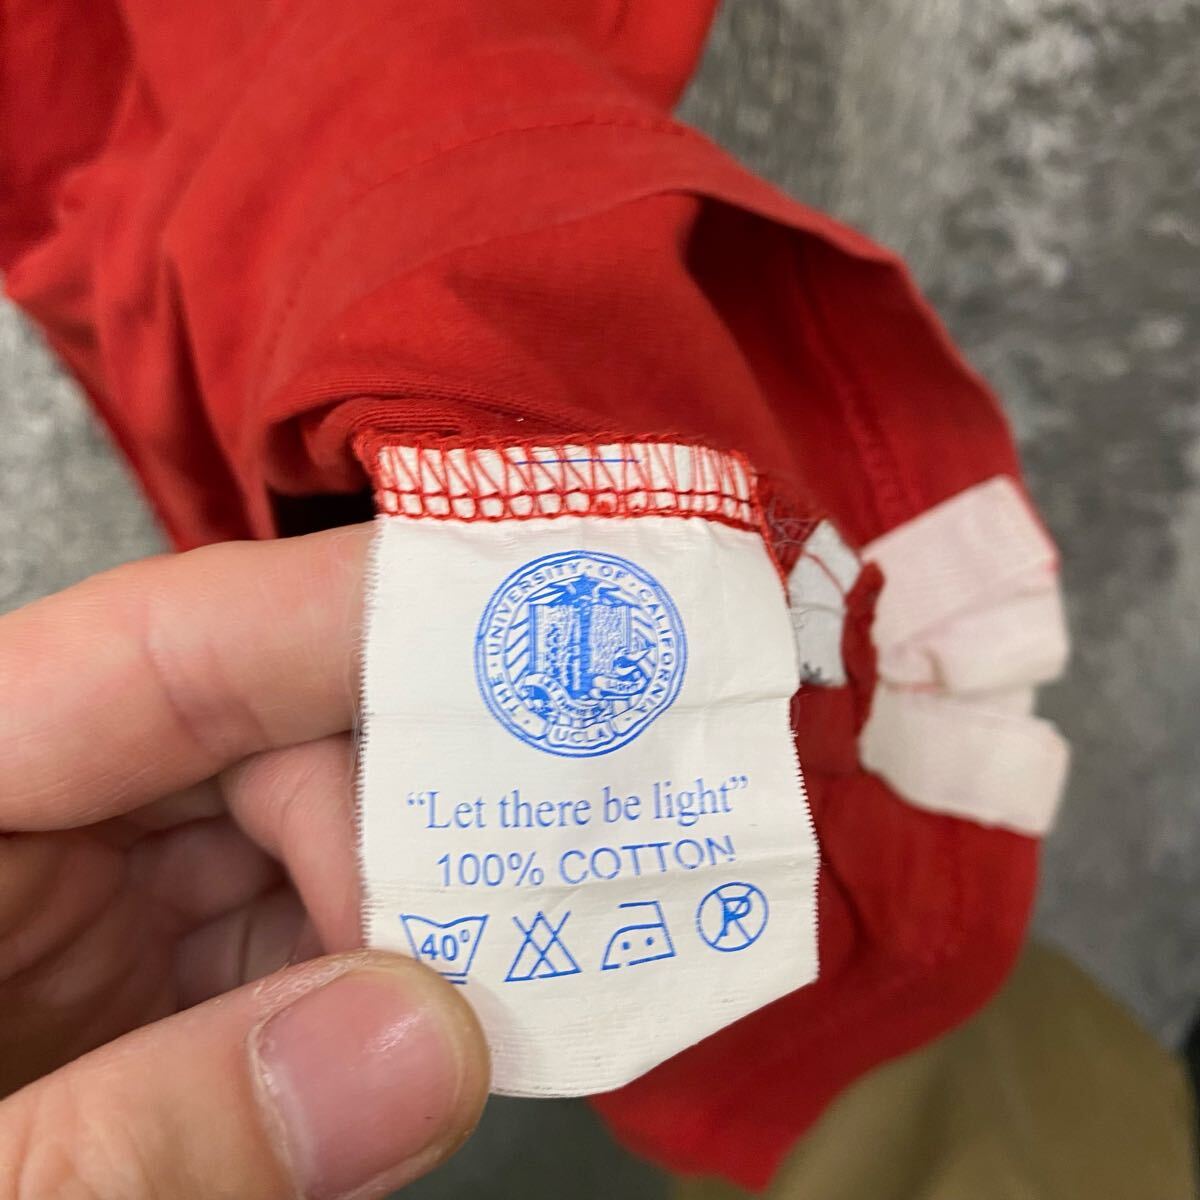 THE · UNIVERSITY · OF · CALIFORNIA
UCLA
“Let there be light”
100% COTTON
40°
P